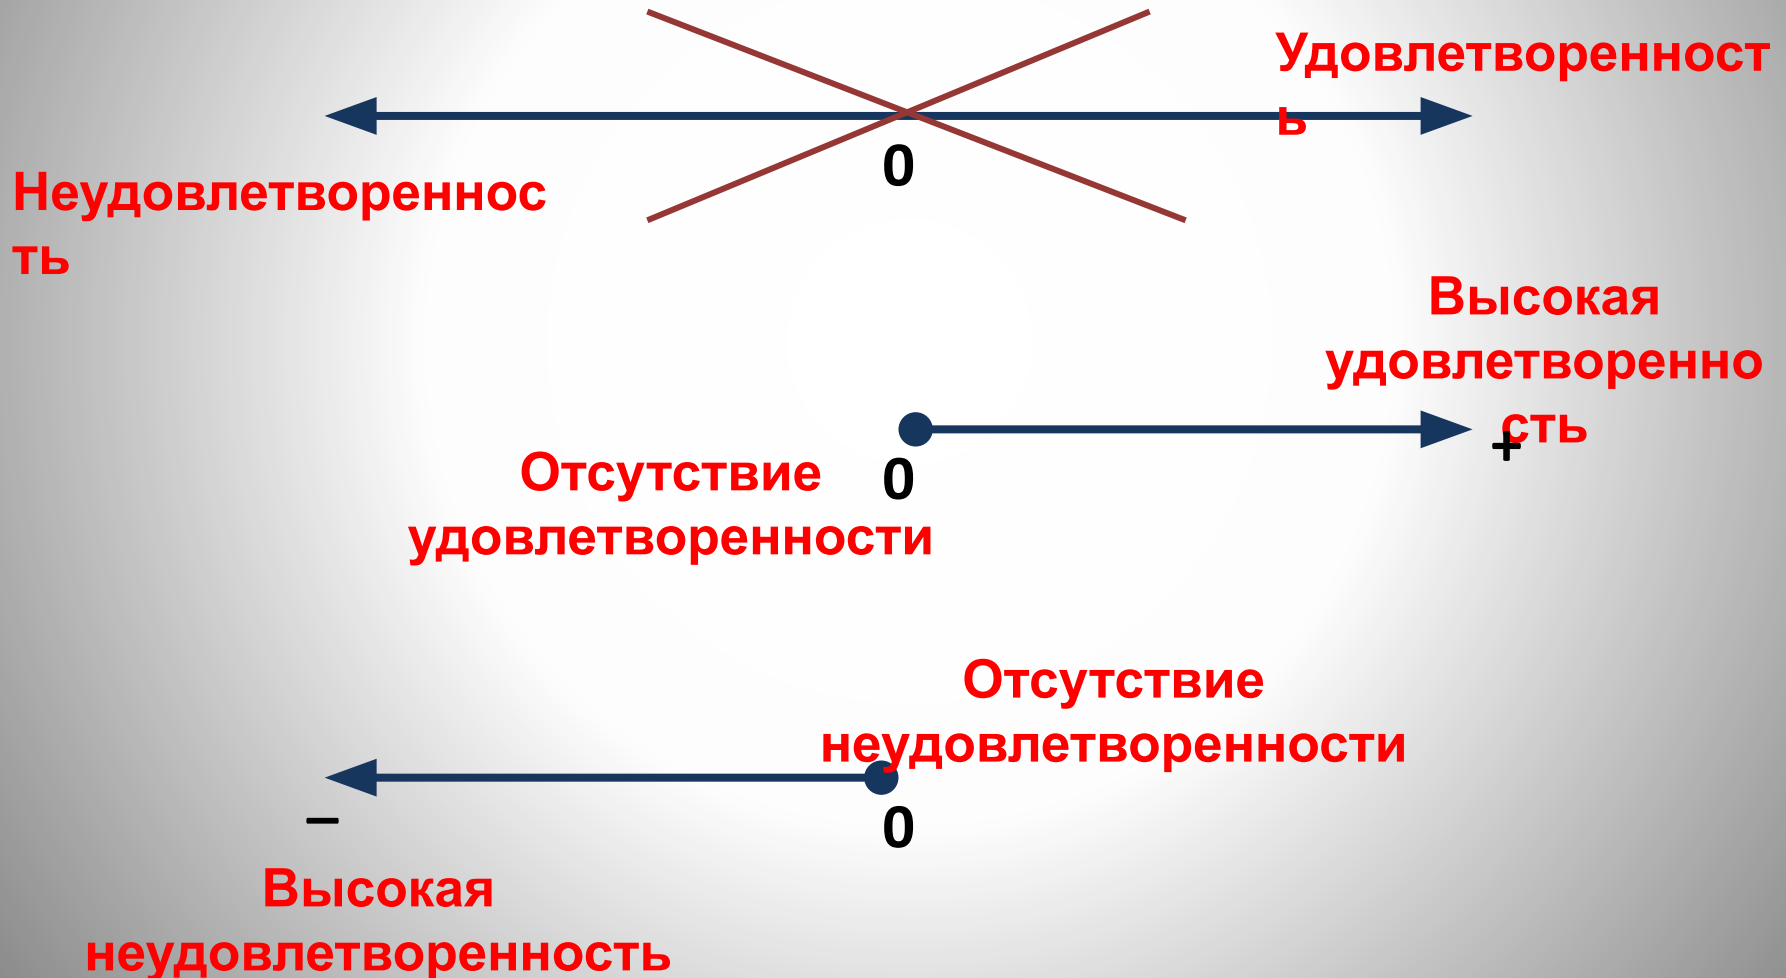 Удовлетворенност
ь
0
Неудовлетвореннос
ть
Высокая
удовлетворенно
сть
+
Отсутствие
удовлетворенности
0
Отсутствие
неудовлетворенности
–
0
Высокая
неудовлетворенность